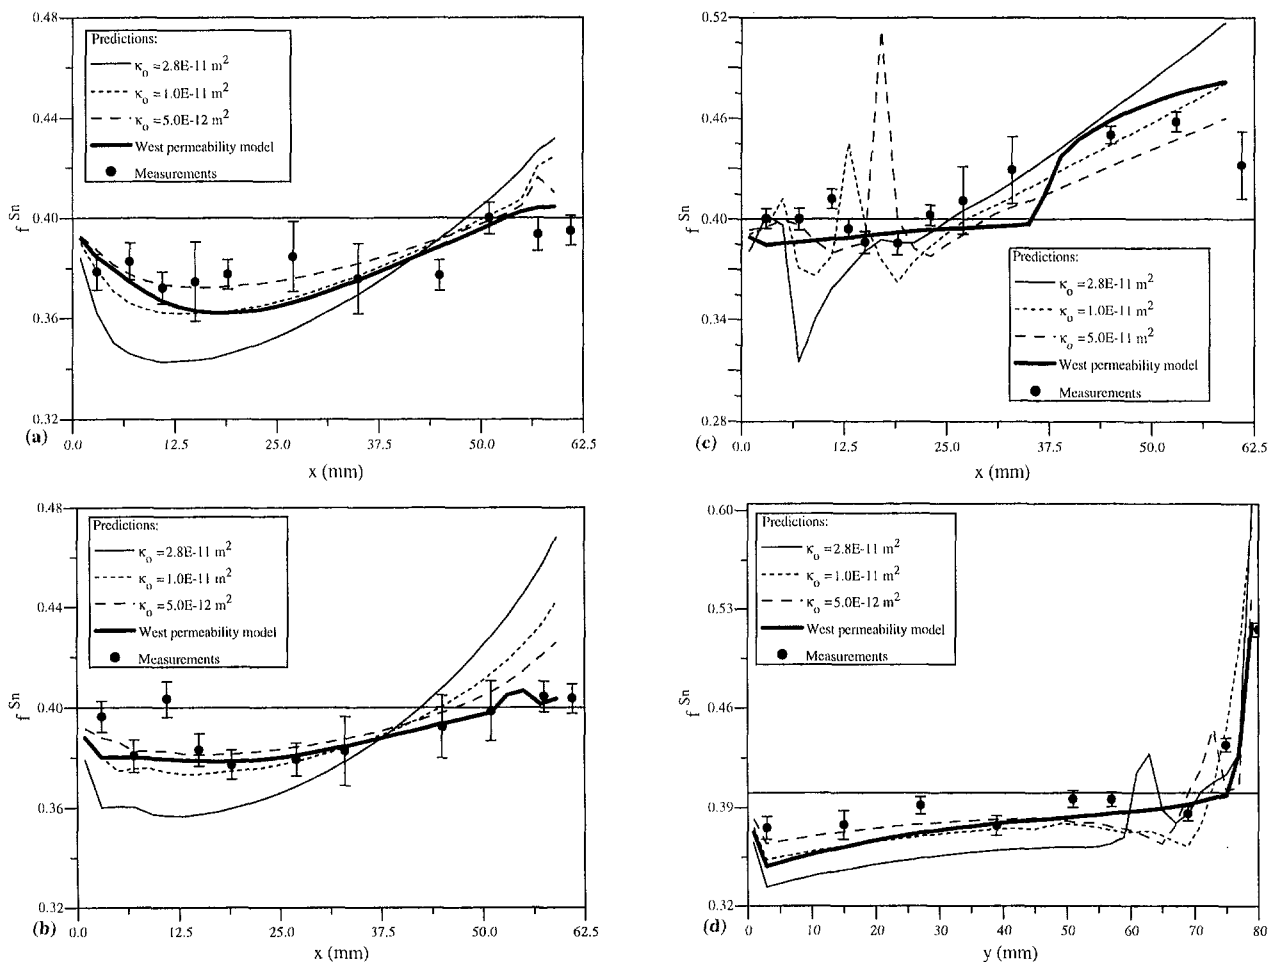 0.48
0.44
0.40
0.36
0.32
f Sn
Predictions:
κo =2.8E-11 m2
κo =1.0E-11 m2
κo =5.0E-12 m2
West permeability model
Measurements
(a)
0.0 12.5 25.0 37.5 50.0 62.5
x (mm)
0.52
0.46
0.40
0.34
0.28
f Sn
Predictions:
κo =2.8E-11 m2
κo =1.0E-11 m2
κo =5.0E-11 m2
West permeability model
Measurements
(c)
0.0 12.5 25.0 37.5 50.0 62.5
x (mm)
0.48
0.44
0.40
0.36
0.32
f Sn
Predictions:
κo =2.8E-11 m2
κo =1.0E-11 m2
κo =5.0E-12 m2
West permeability model
Measurements
(b)
0.0 12.5 25.0 37.5 50.0 62.5
x (mm)
0.60
0.53
0.46
0.39
0.32
f Sn
Predictions:
κo =2.8E-11 m2
κo =1.0E-11 m2
κo =5.0E-12 m2
West permeability model
Measurements
(d)
0 10 20 30 40 50 60 70 80
y (mm)